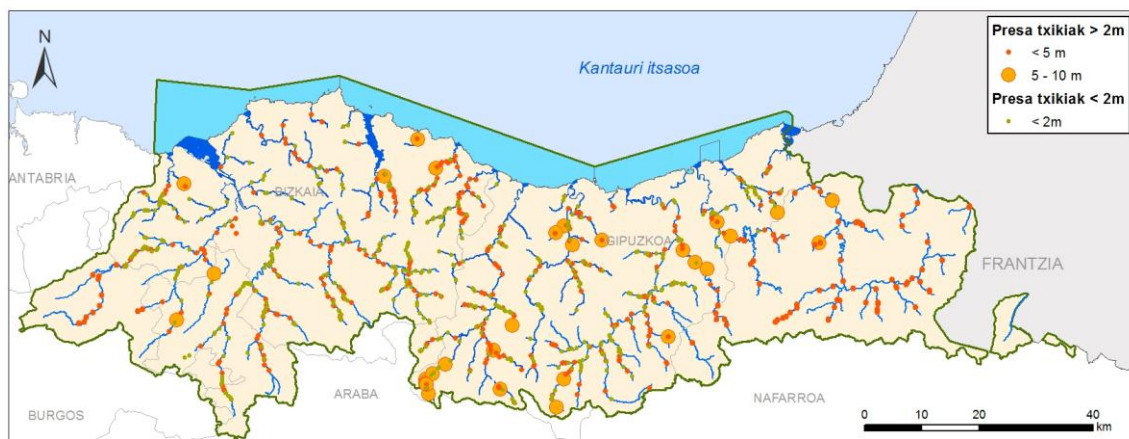 N
Kantauri itsasoa
Presa txikiak > 2m
< 5 m
5 - 10 m
Presa txikiak < 2m
< 2m
ANTABRIA
BIZKAIA
GIPUZKOA
FRANTZIA
ARABA
NAFARROA
BURGOS
0 10 20 40
km